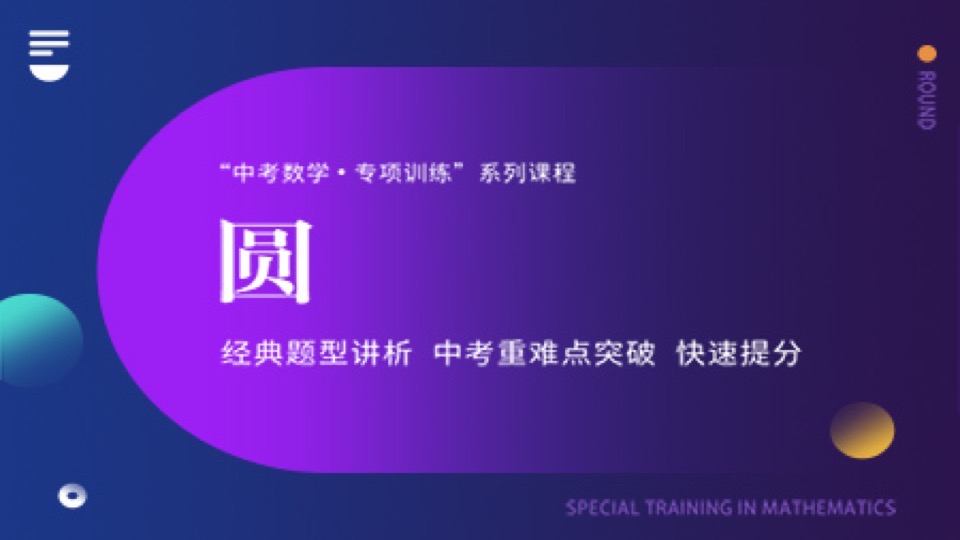 ROUND
“中考数学·专项训练”系列课程
圆
经典题型讲析 中考重难点突破 快速提分
SPECIAL TRAINING IN MATHEMATICS